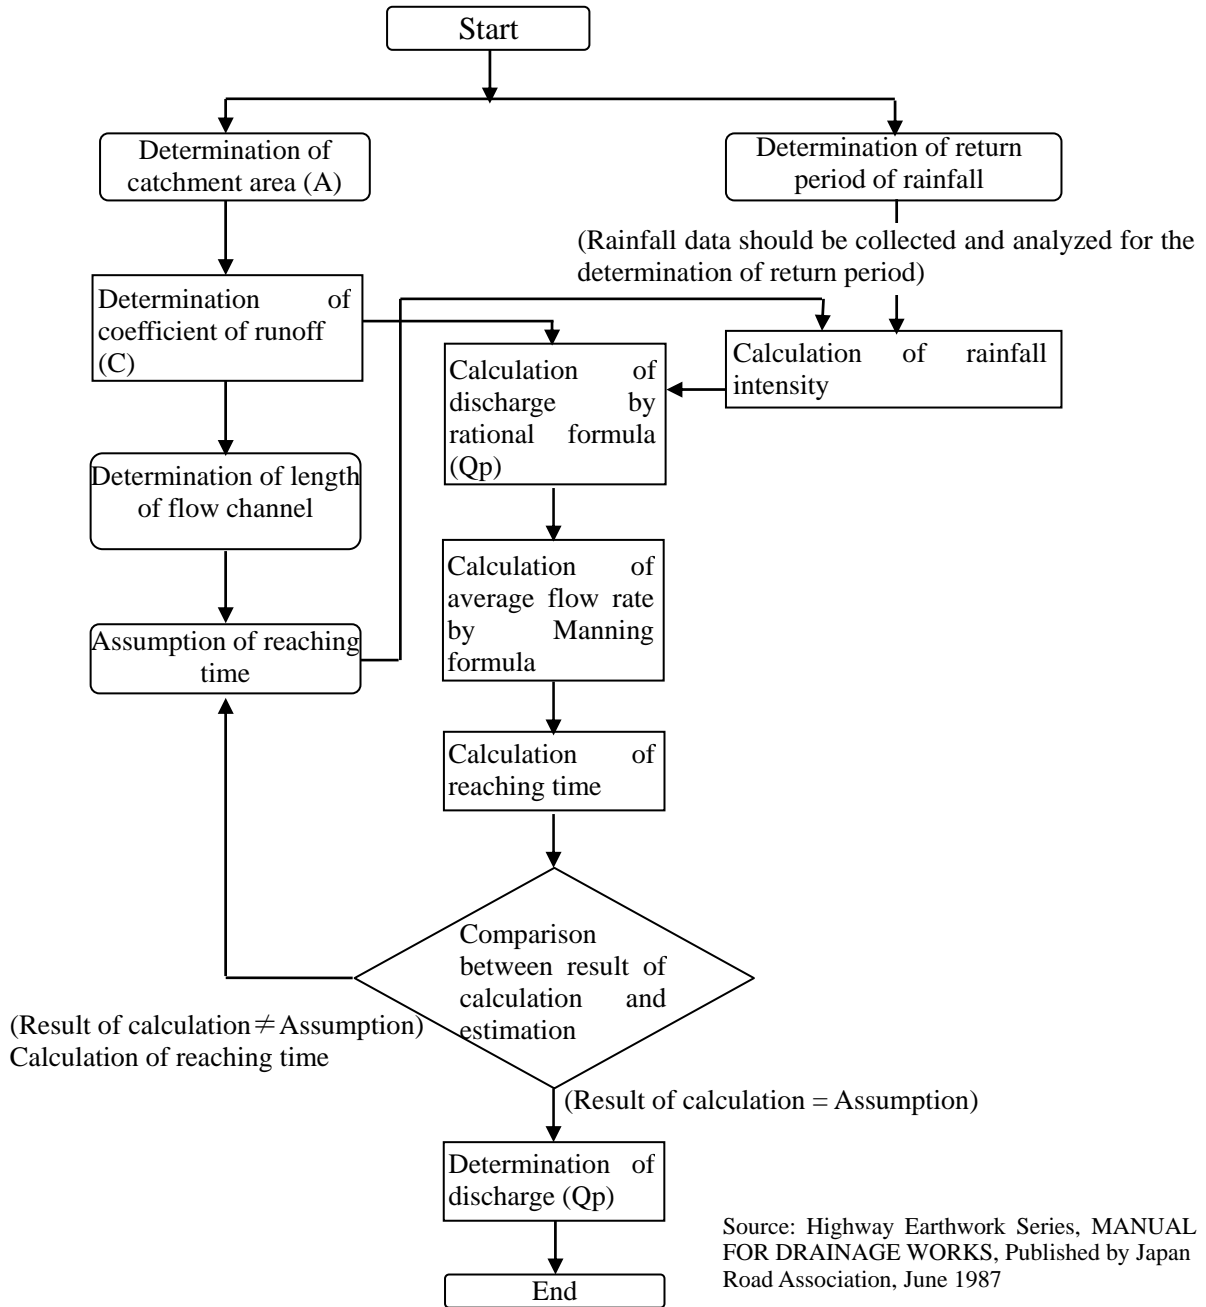 Start
Determination of
catchment area (A)
Determination of return
period of rainfall
(Rainfall data should be collected and analyzed for the
determination of return period)
Determination of
coefficient of runoff
(C)
Calculation of rainfall
intensity
Calculation of
discharge by
rational formula
(Qp)
Determination of length
of flow channel
Calculation of
average flow rate
by Manning
formula
Assumption of reaching
time
Calculation of
reaching time
Comparison
between result of
calculation and
estimation
(Result of calculation ≠ Assumption)
Calculation of reaching time
(Result of calculation = Assumption)
Determination of
discharge (Qp)
Source: Highway Earthwork Series, MANUAL
FOR DRAINAGE WORKS, Published by Japan
Road Association, June 1987
End